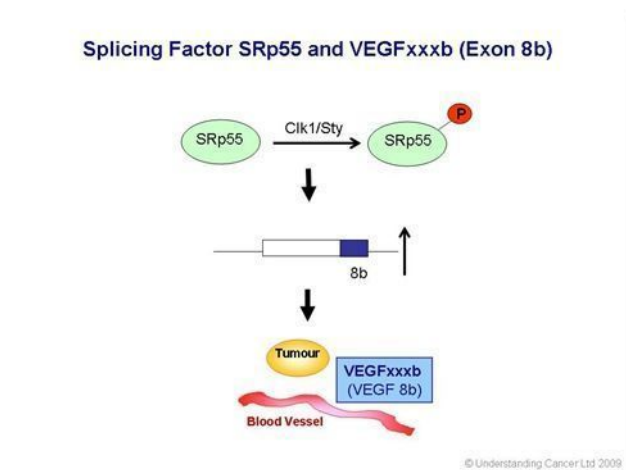 Splicing Factor SRp55 and VEGFxxxb (Exon 8b)
SRp55
Clk1/Sty
SRp55
P
8b
Tumour
VEGFxxxb
(VEGF 8b)
Blood Vessel
© Understanding Cancer Ltd 2009